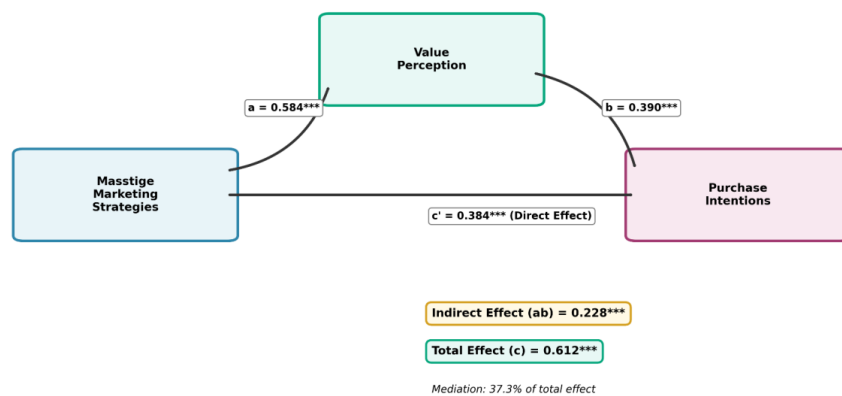 Value
Perception
a = 0.584***
b = 0.390***
Masstige
Marketing
Strategies
Purchase
Intentions
c' = 0.384*** (Direct Effect)
Indirect Effect (ab) = 0.228***
Total Effect (c) = 0.612***
Mediation: 37.3% of total effect